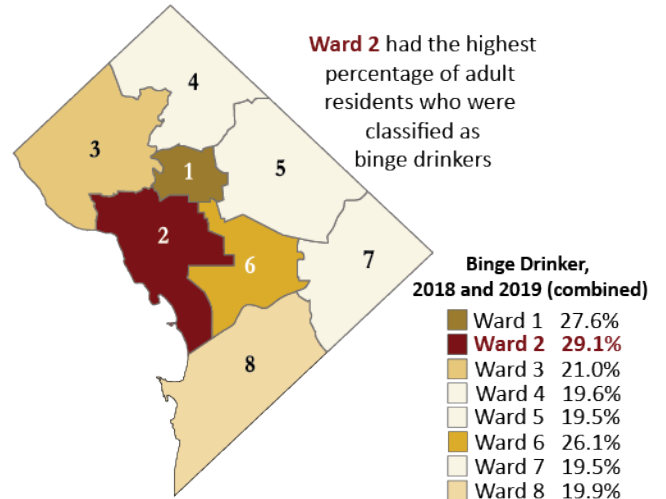 Ward 2 had the highest
percentage of adult
residents who were
classified as
binge drinkers
4
3
5
1
2
6
7
8
Binge Drinker,
2018 and 2019 (combined)
Ward 1 27.6%
Ward 2 29.1%
Ward 3 21.0%
Ward 4 19.6%
Ward 5 19.5%
Ward 6 26.1%
Ward 7 19.5%
Ward 8 19.9%